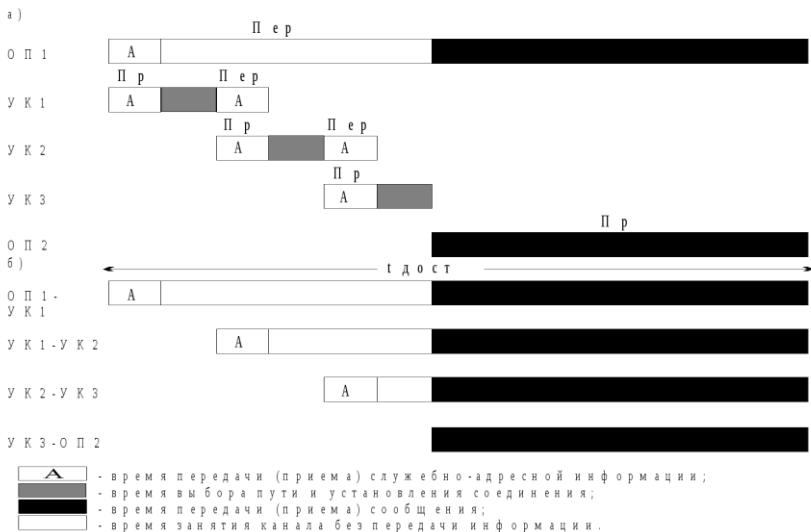 а)
Пер
ОП1 А
Пр Пер
УК1 А А
Пр Пер
УК2 А А
Пр
УК3 А
Пр
ОП2
б)
t дост
ОП1-
УК1 А
УК1-УК2 А
УК2-УК3 А
УК3-ОП2
А - время передачи (приема) служебно-адресной информации;
- время выбора пути и установления соединения;
- время передачи (приема) сообщения;
- время занятия канала без передачи информации.